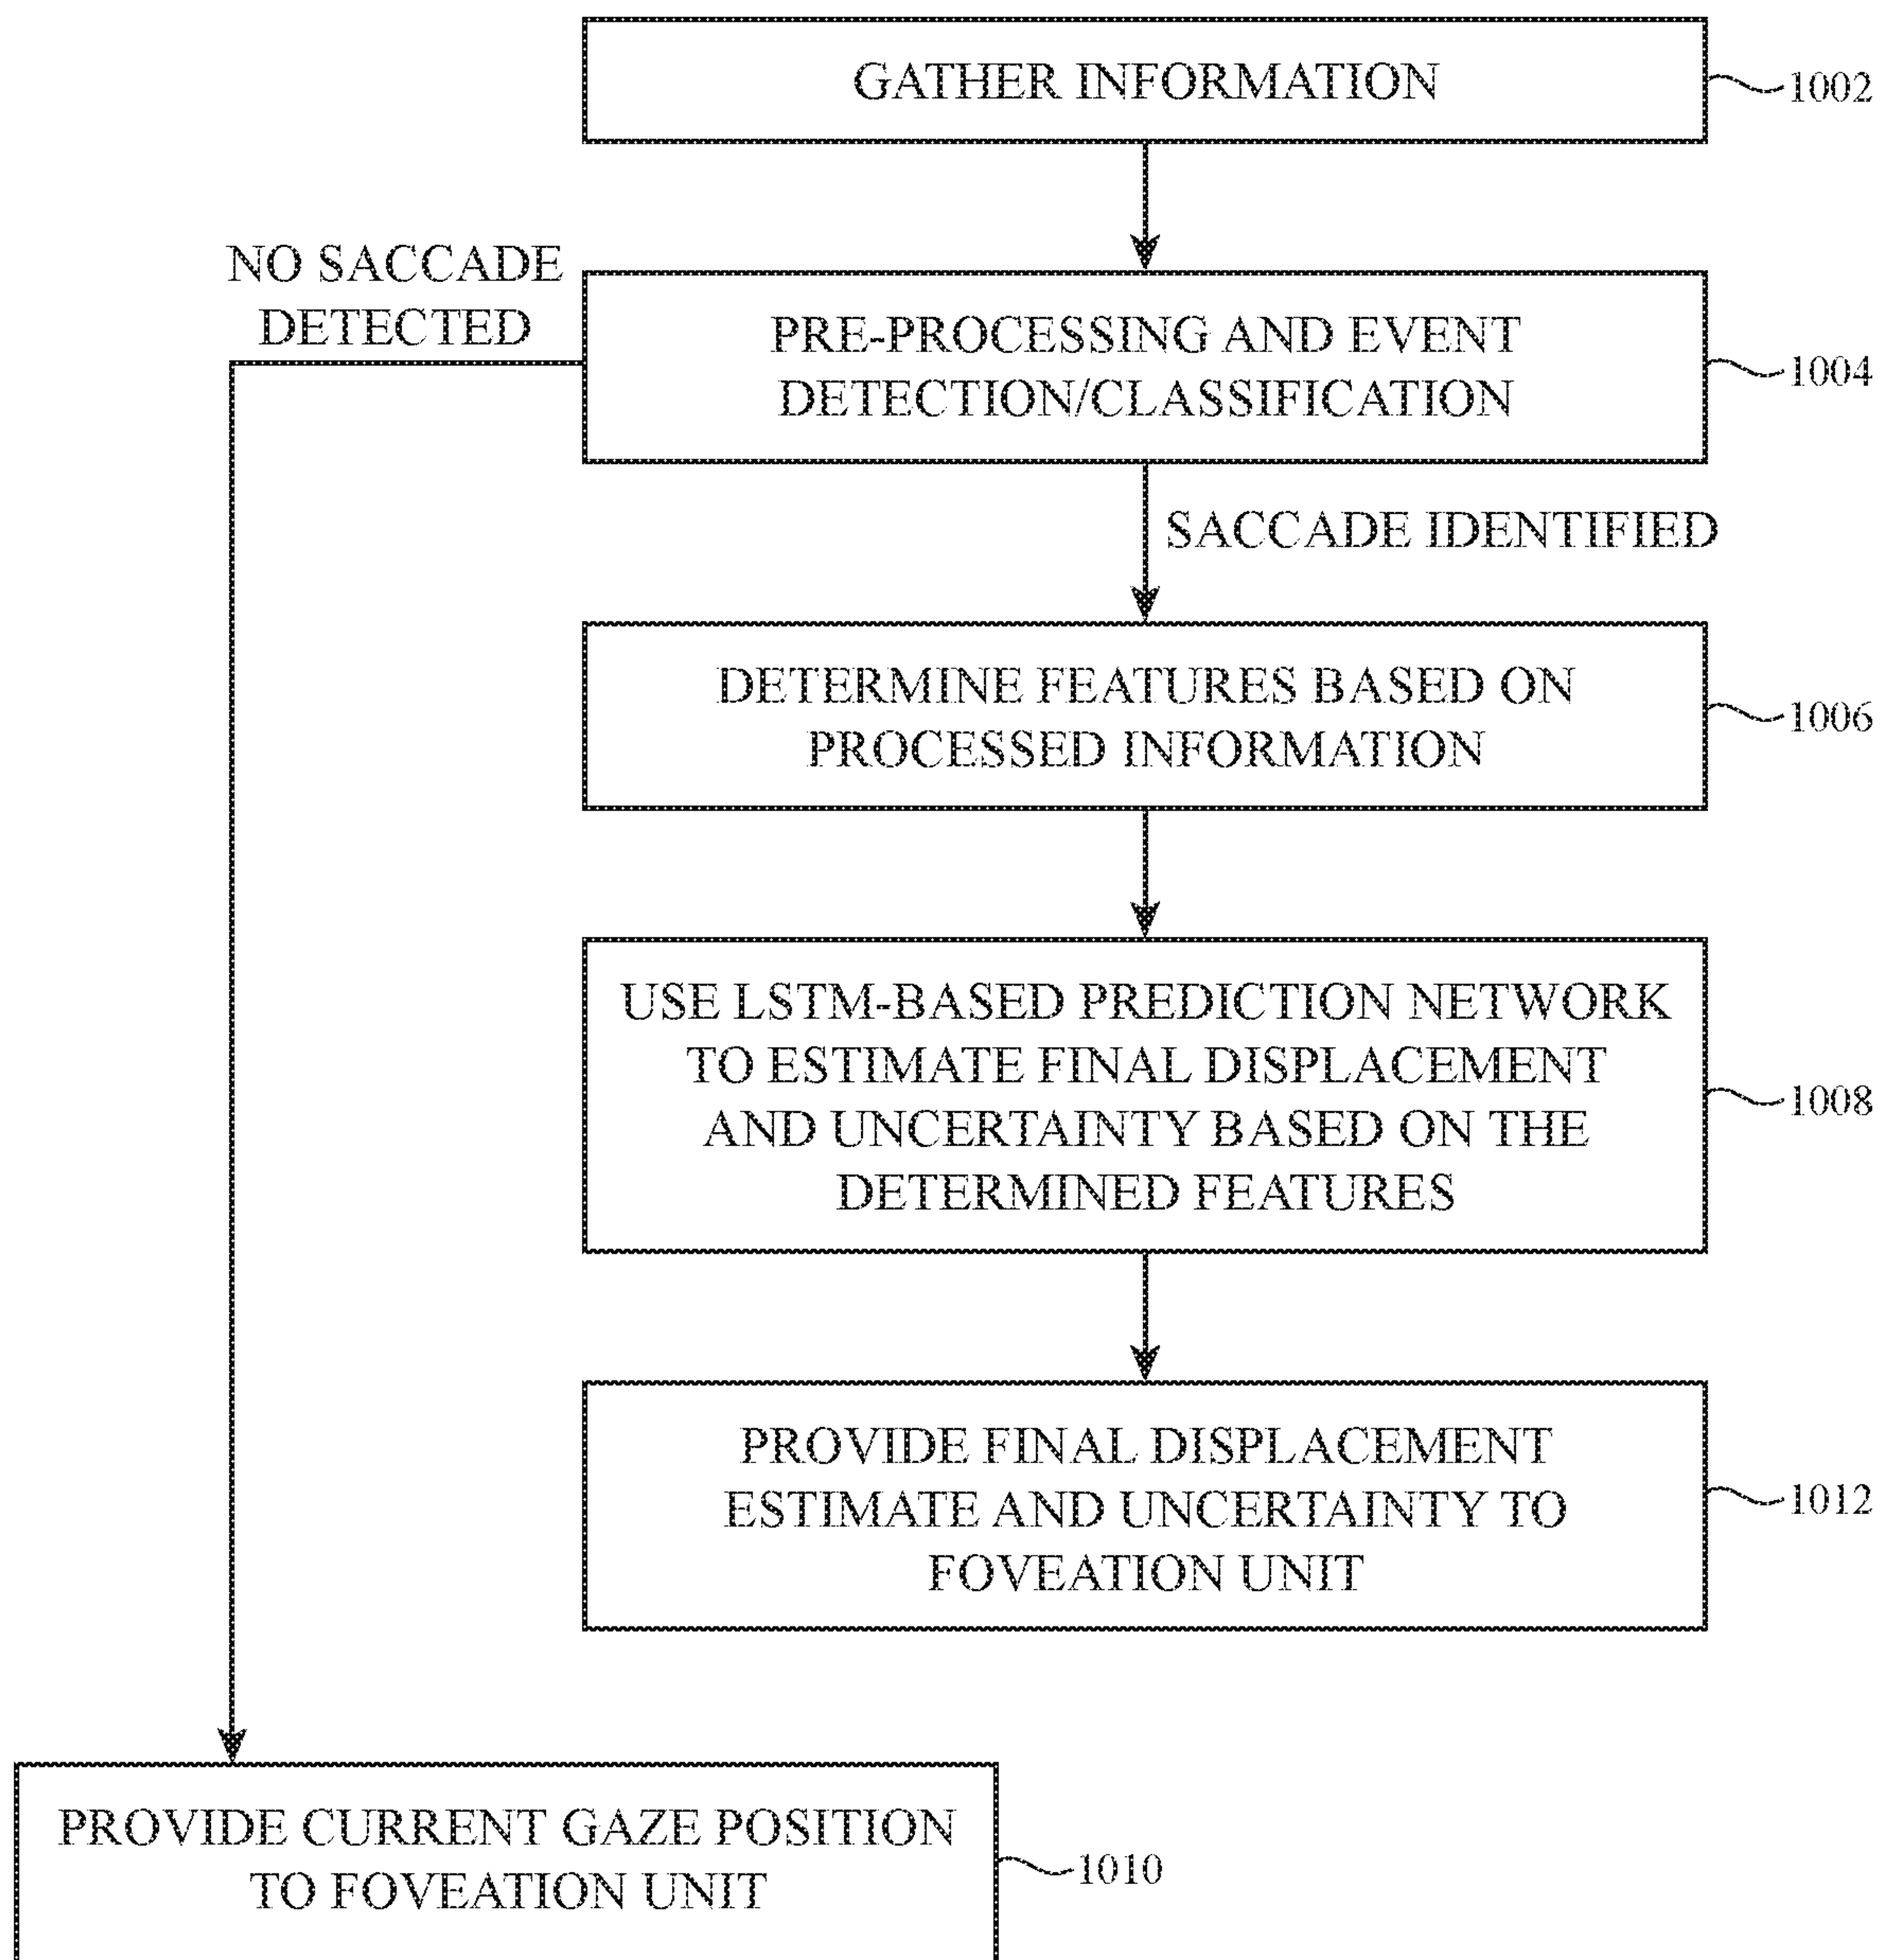 GATHER INFORMATION
1002
NO SACCADE
DETECTED
PRE-PROCESSING AND EVENT
DETECTION/CLASSIFICATION
1004
SACCADE IDENTIFIED
DETERMINE FEATURES BASED ON
PROCESSED INFORMATION
1006
USE LSTM-BASED PREDICTION NETWORK
TO ESTIMATE FINAL DISPLACEMENT
AND UNCERTAINTY BASED ON THE
DETERMINED FEATURES
1008
PROVIDE FINAL DISPLACEMENT
ESTIMATE AND UNCERTAINTY TO
FOVEATION UNIT
1012
PROVIDE CURRENT GAZE POSITION
TO FOVEATION UNIT
1010